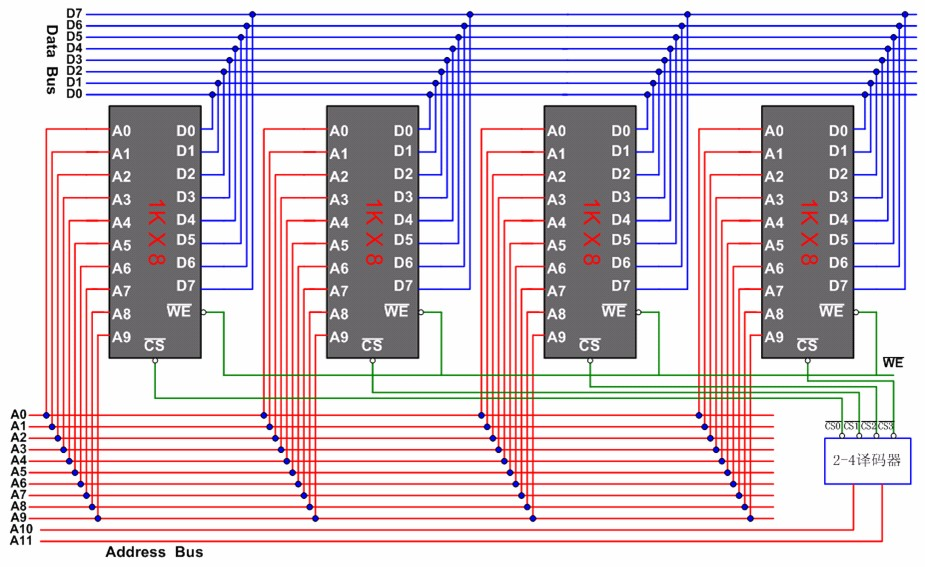 D7
D6
D5
D4
D3
D2
D1
D0
Data Bus
A0 D0 A0 D0 A0 D0 A0 D0
A1 D1 A1 D1 A1 D1 A1 D1
A2 D2 A2 D2 A2 D2 A2 D2
A3 D3 A3 D3 A3 D3 A3 D3
A4 D4 A4 D4 A4 D4 A4 D4
A5 D5 A5 D5 A5 D5 A5 D5
A6 D6 A6 D6 A6 D6 A6 D6
A7 D7 A7 D7 A7 D7 A7 D7
1K X 8 1K X 8 1K X 8 1K X 8
A8 WE A8 WE A8 WE A8 WE
A9 A9 A9 A9
CS CS CS CS
WE
A0
A1
A2
A3
A4
A5
A6
A7
A8
A9
A10
A11
CS0 CS1 CS2 CS3
2-4译码器
Address Bus